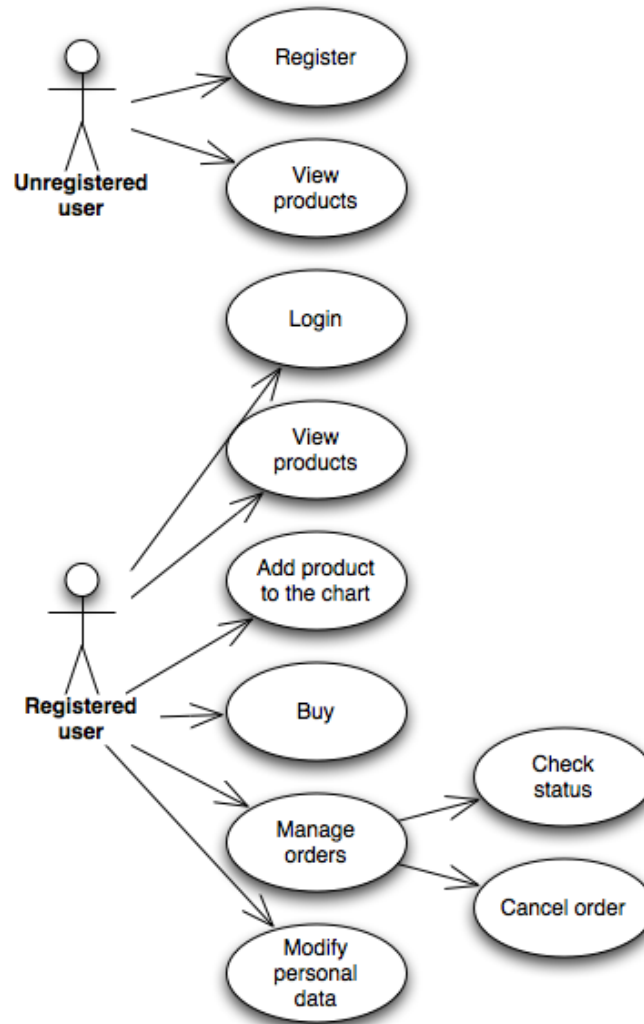 Register
View
products
Unregistered
user
Login
View
products
Add product
to the chart
Registered
user
Buy
Manage
orders
Check
status
Cancel order
Modify
personal
data